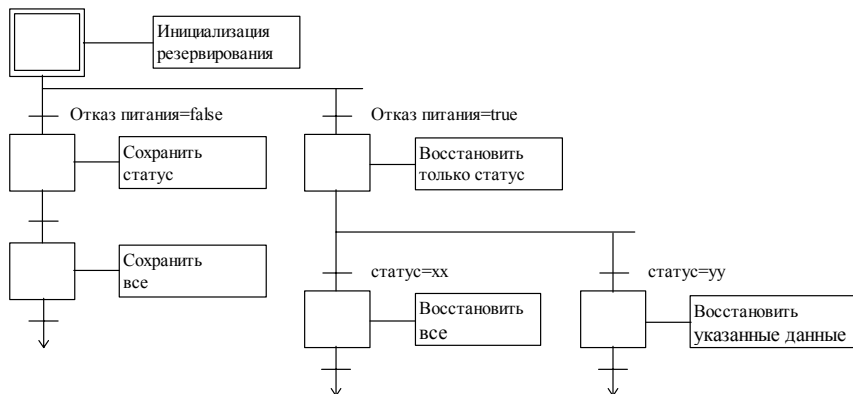 Инициализация
резервирования
Отказ питания=false
Отказ питания=true
Сохранить
статус
Восстановить
только статус
Сохранить
все
статус=xx
статус=yy
Восстановить
все
Восстановить
указанные данные